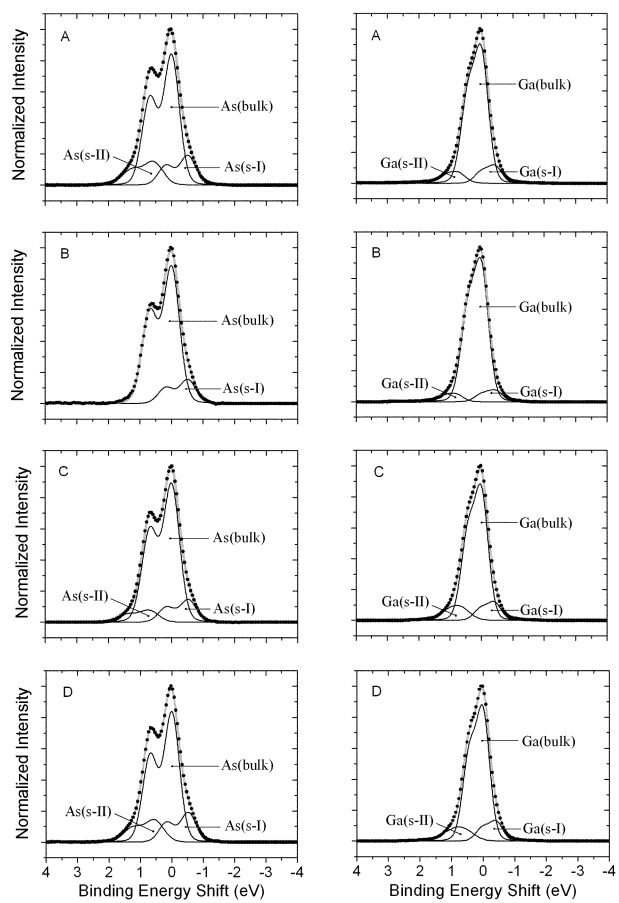 A
As(bulk)
As(s-II)
As(s-I)
Normalized Intensity
A
Ga(bulk)
Ga(s-II)
Ga(s-I)
B
As(bulk)
As(s-I)
Normalized Intensity
B
Ga(bulk)
Ga(s-II)
Ga(s-I)
C
As(bulk)
As(s-II)
As(s-I)
Normalized Intensity
C
Ga(bulk)
Ga(s-II)
Ga(s-I)
D
As(bulk)
As(s-II)
As(s-I)
Normalized Intensity
4 3 2 1 0 -1 -2 -3 -4
Binding Energy Shift (eV)
D
Ga(bulk)
Ga(s-II)
Ga(s-I)
4 3 2 1 0 -1 -2 -3 -4
Binding Energy Shift (eV)